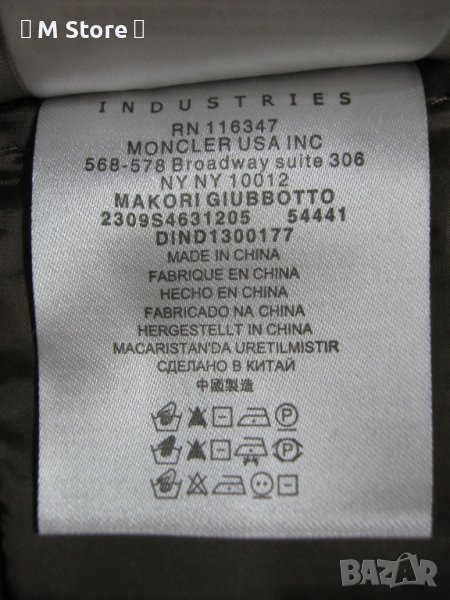 M Store
INDUSTRIES
RN 116347
MONCLER USA INC
568-578 Broadway suite 306
NY NY 10012
MAKORI GIUBBOTTO
2309S4631205 54441
DIND1300177
MADE IN CHINA
FABRIQUE EN CHINA
HECHO EN CHINA
FABRICADO NA CHINA
HERGESTELLT IN CHINA
MACARISTAN'DA URETILMISTIR
СДЕЛАНО В КИТАЙ
中國製造
P
P
BAZAR